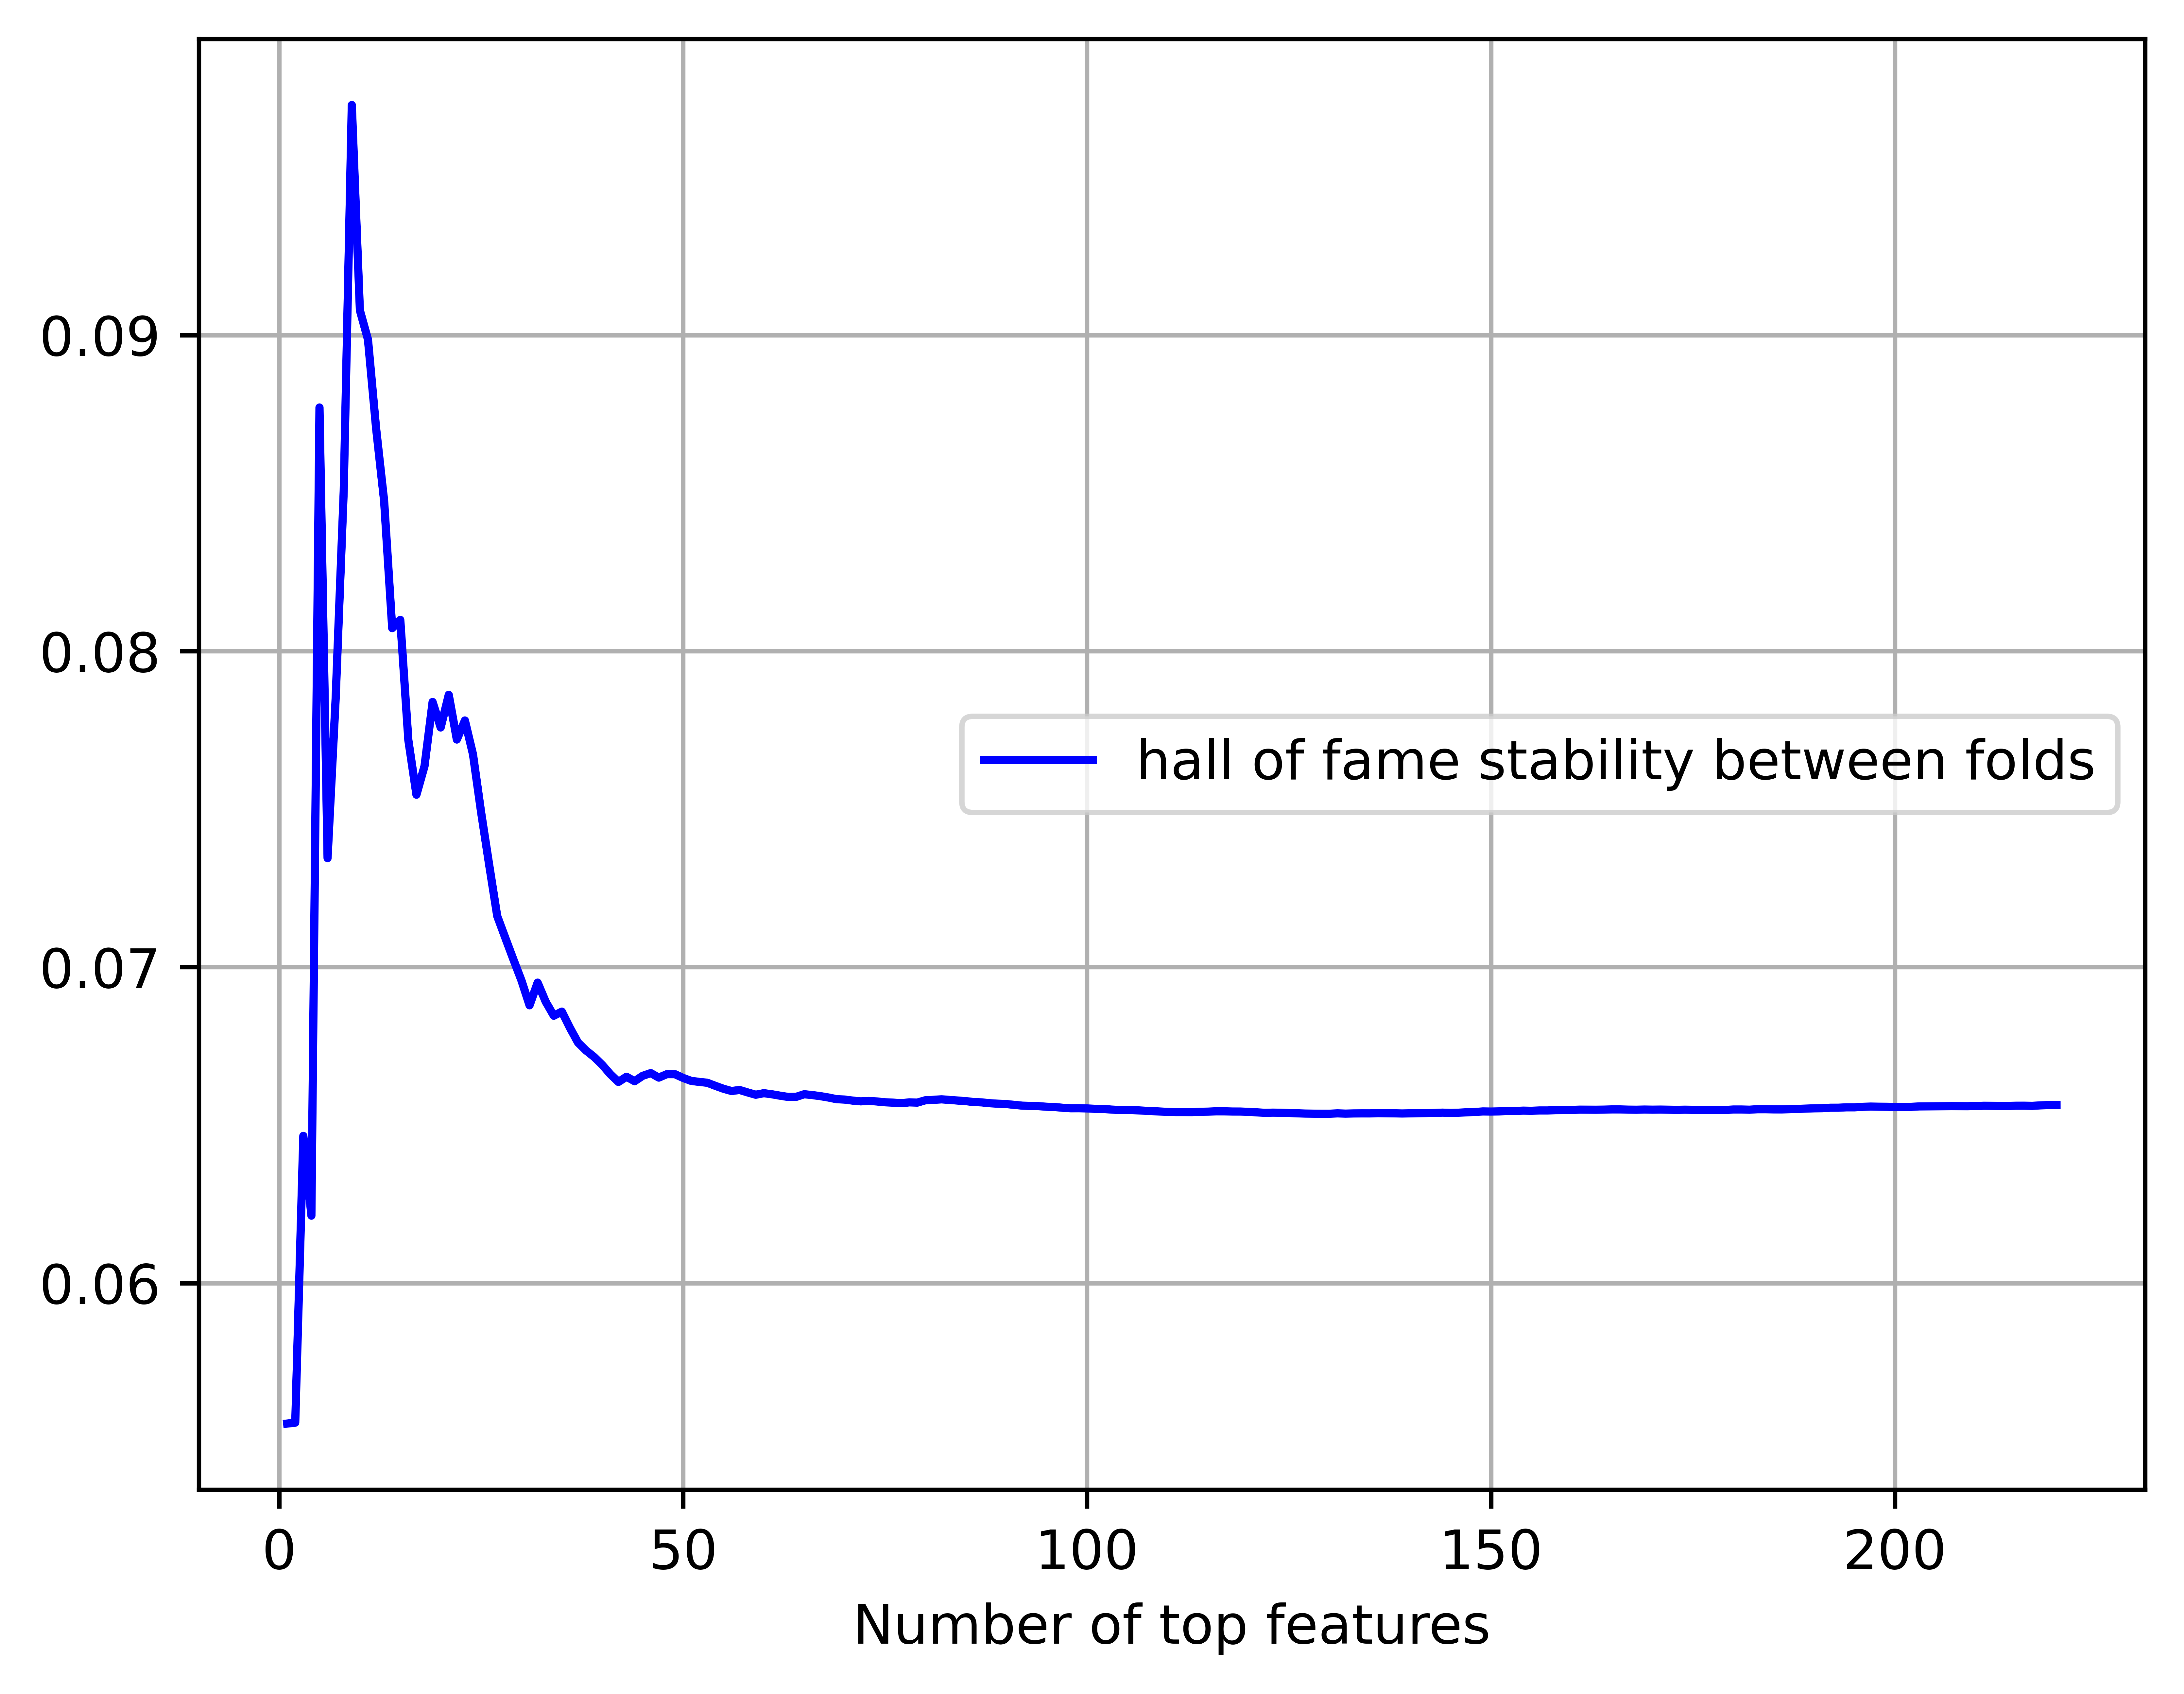 0.09
0.08
hall of fame stability between folds
0.07
0.06
0 50 100 150 200
Number of top features